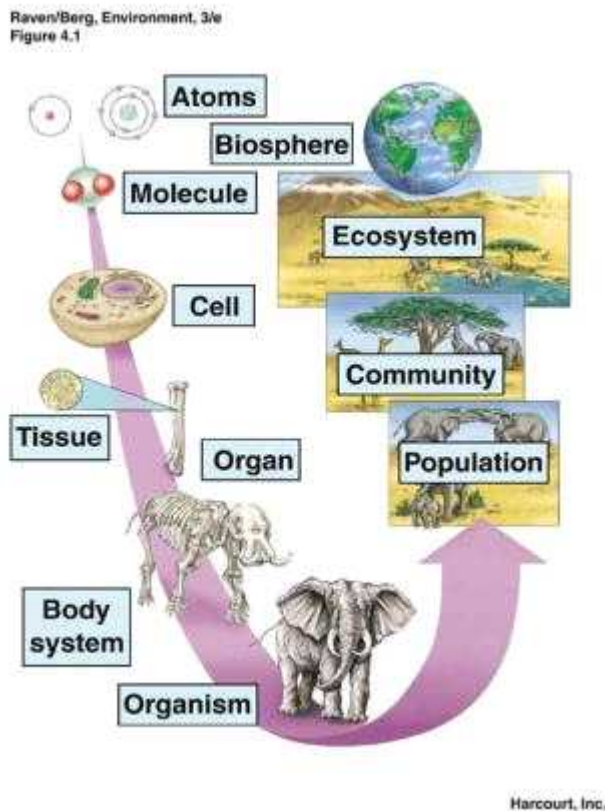 Raven/Berg, Environment, 3/e
Figure 4.1
Atoms
Biosphere
Molecule
Ecosystem
Cell
Community
Tissue
Organ
Population
Body
system
Organism
Harcourt, Inc.